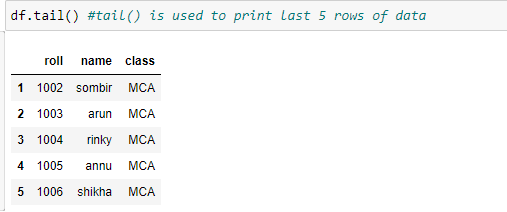 df.tail() #tail() is used to print last 5 rows of data
roll name class
1 1002 sombir MCA
2 1003 arun MCA
3 1004 rinky MCA
4 1005 annu MCA
5 1006 shikha MCA